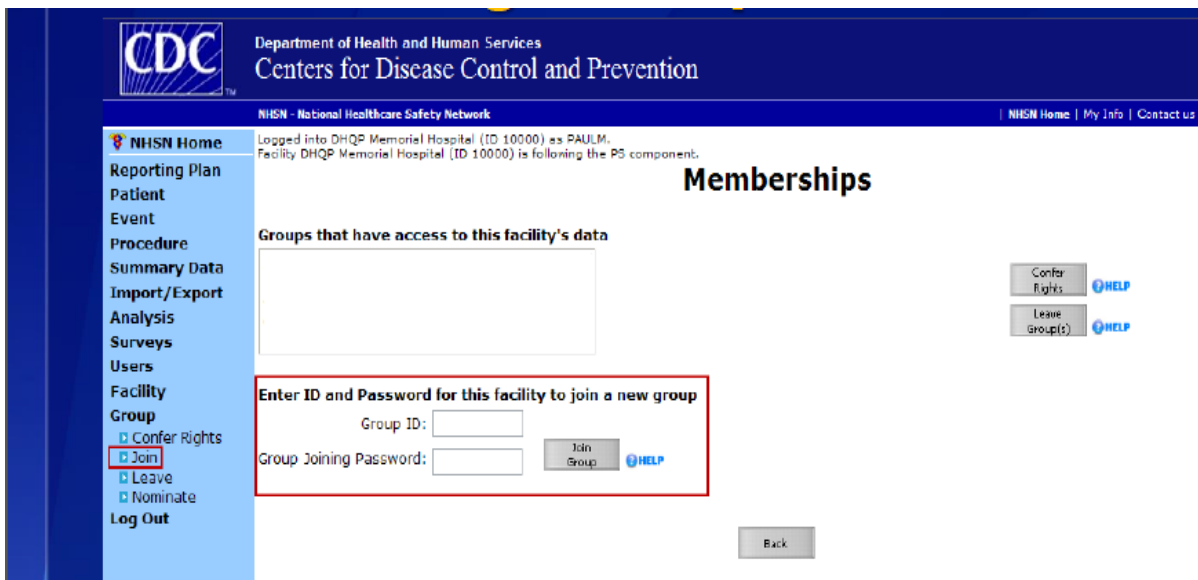 CDC
TM
Department of Health and Human Services
Centers for Disease Control and Prevention
NHSN - National Healthcare Safety Network
| NHSN Home | My Info | Contact us
NHSN Home
Reporting Plan
Patient
Event
Procedure
Summary Data
Import/Export
Analysis
Surveys
Users
Facility
Group
Confer Rights
Join
Leave
Nominate
Log Out
Logged into DHQP Memorial Hospital (ID 10000) as PAULM.
Facility DHQP Memorial Hospital (ID 10000) is following the PS component.
Memberships
Groups that have access to this facility's data
Confer
Rights
HELP
Leave
Group(s)
HELP
Enter ID and Password for this facility to join a new group
Group ID:
Group Joining Password:
Join
Group
HELP
Back